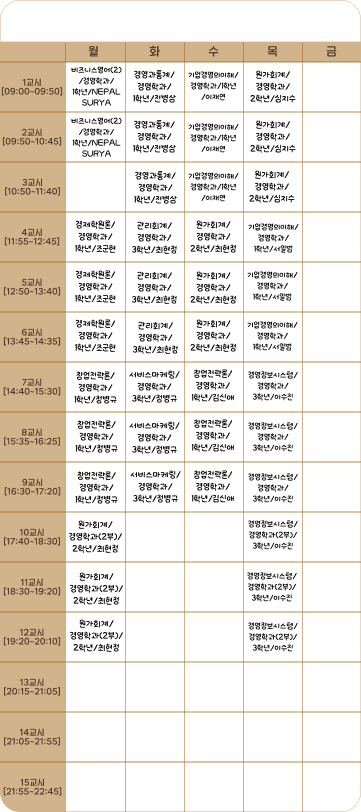 월 화 수 목 금
1교시
[09:00~09:50]
비즈니스영어(2)
/경영학과/
1학년/NEPAL
SURYA
경영과통계/
경영학과/
1학년/전병삼
기업경영의이해/
경영학과/1학년
/이재연
원가회계/
경영학과/
2학년/심지수
2교시
[09:50~10:45]
비즈니스영어(2)
/경영학과/
1학년/NEPAL
SURYA
경영과통계/
경영학과/
1학년/전병삼
기업경영의이해/
경영학과/1학년
/이재연
원가회계/
경영학과/
2학년/심지수
3교시
[10:50~11:40]
경영과통계/
경영학과/
1학년/전병삼
기업경영의이해/
경영학과/1학년
/이재연
원가회계/
경영학과/
2학년/심지수
4교시
[11:55~12:45]
경제학원론/
경영학과/
1학년/조군현
관리회계/
경영학과/
3학년/최현정
원가회계/
경영학과/
2학년/최현정
기업경영의이해/
경영학과/
1학년/서일범
5교시
[12:50~13:40]
경제학원론/
경영학과/
1학년/조군현
관리회계/
경영학과/
3학년/최현정
원가회계/
경영학과/
2학년/최현정
기업경영의이해/
경영학과/
1학년/서일범
6교시
[13:45~14:35]
경제학원론/
경영학과/
1학년/조군현
관리회계/
경영학과/
3학년/최현정
원가회계/
경영학과/
2학년/최현정
기업경영의이해/
경영학과/
1학년/서일범
7교시
[14:40~15:30]
창업전략론/
경영학과/
1학년/정병규
서비스마케팅/
경영학과/
3학년/정병규
창업전략론/
경영학과/
1학년/김신애
경영정보시스템/
경영학과/
3학년/이수진
8교시
[15:35~16:25]
창업전략론/
경영학과/
1학년/정병규
서비스마케팅/
경영학과/
3학년/정병규
창업전략론/
경영학과/
1학년/김신애
경영정보시스템/
경영학과/
3학년/이수진
9교시
[16:30~17:20]
창업전략론/
경영학과/
1학년/정병규
서비스마케팅/
경영학과/
3학년/정병규
창업전략론/
경영학과/
1학년/김신애
경영정보시스템/
경영학과/
3학년/이수진
10교시
[17:40~18:30]
원가회계/
경영학과(2부)/
2학년/최현정
경영정보시스템/
경영학과(2부)/
3학년/이수진
11교시
[18:30~19:20]
원가회계/
경영학과(2부)/
2학년/최현정
경영정보시스템/
경영학과(2부)/
3학년/이수진
12교시
[19:20~20:10]
원가회계/
경영학과(2부)/
2학년/최현정
경영정보시스템/
경영학과(2부)/
3학년/이수진
13교시
[20:15~21:05]
14교시
[21:05~21:55]
15교시
[21:55~22:45]